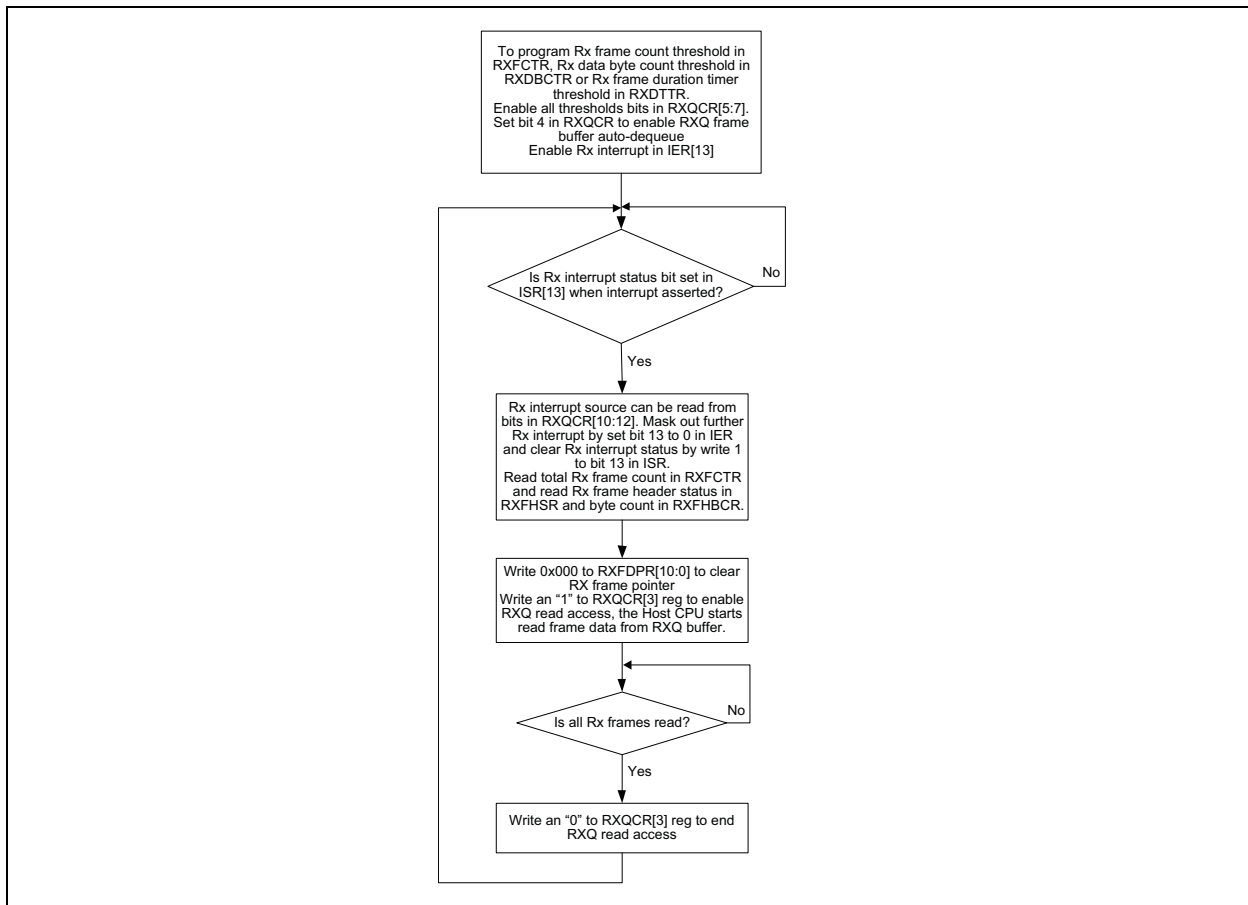 To program Rx frame count threshold in
RXFCTR, Rx data byte count threshold in
RXDBCTR or Rx frame duration timer
threshold in RXDTTR.
Enable all thresholds bits in RXQCR[5:7].
Set bit 4 in RXQCR to enable RXQ frame
buffer auto-dequeue
Enable Rx interrupt in IER[13]
Is Rx interrupt status bit set in
ISR[13] when interrupt asserted?
No
Yes
Rx interrupt source can be read from
bits in RXQCR[10:12]. Mask out further
Rx interrupt by set bit 13 to 0 in IER
and clear Rx interrupt status by write 1
to bit 13 in ISR.
Read total Rx frame count in RXFCTR
and read Rx frame header status in
RXFHSR and byte count in RXFHBCR.
Write 0x000 to RXFDPR[10:0] to clear
RX frame pointer
Write an “1” to RXQCR[3] reg to enable
RXQ read access, the Host CPU starts
read frame data from RXQ buffer.
Is all Rx frames read?
No
Yes
Write an “0” to RXQCR[3] reg to end
RXQ read access